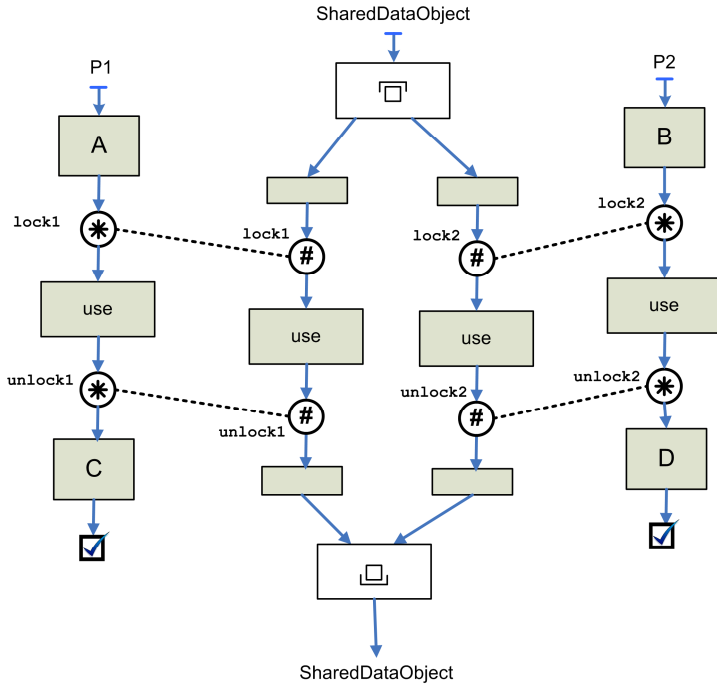 SharedDataObject
P1
P2
A
B
lock1
*
lock1
#
lock2
#
lock2
*
use
use
use
use
unlock1
*
unlock1
#
unlock2
#
unlock2
*
C
D
SharedDataObject